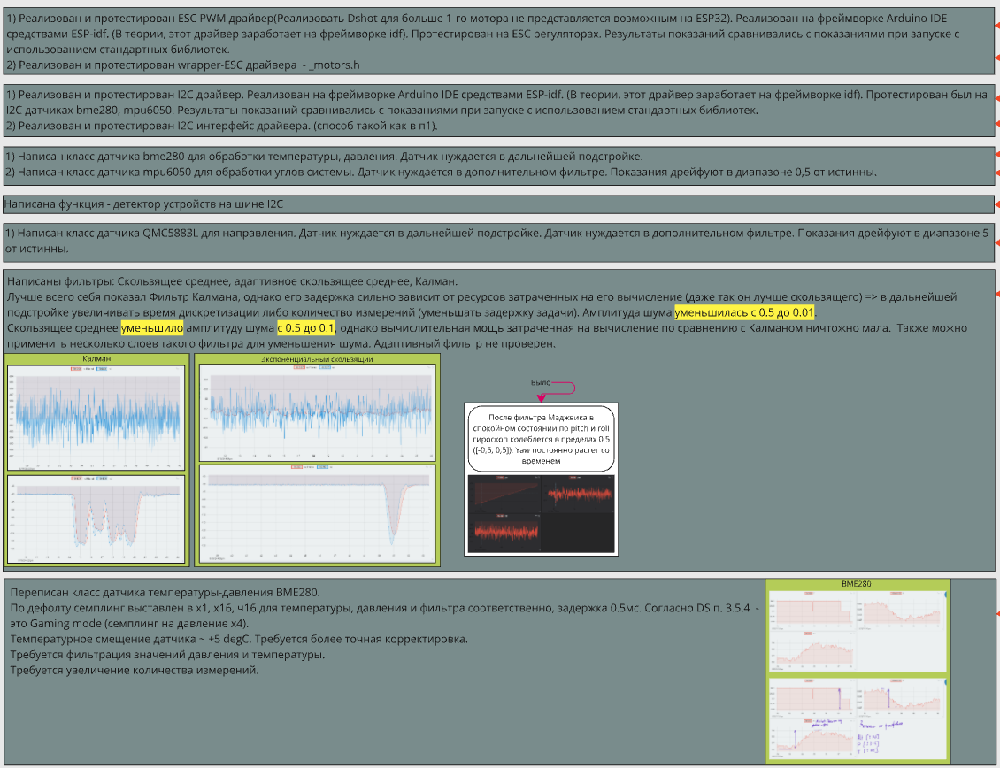 1) Реализован и протестирован ESC PWM драйвер(Реализовать Dshot для больше 1-го мотора не представляется возможным на ESP32). Реализован на фреймворке Arduino IDE
средствами ESP-idf. (В теории, этот драйвер заработает на фреймворке idf). Протестирован на ESC регуляторах. Результаты показаний сравнивались с показаниями при запуске с
использованием стандартных библиотек.
2) Реализован и протестирован wrapper-ESC драйвера - _motors.h
1) Реализован и протестирован I2C драйвер. Реализован на фреймворке Arduino IDE средствами ESP-idf. (В теории, этот драйвер заработает на фреймворке idf). Протестирован был на
I2C датчиках bme280, mpu6050. Результаты показаний сравнивались с показаниями при запуске с использованием стандартных библиотек.
2) Реализован и протестирован I2C интерфейс драйвера. (способ такой как в п1).
1) Написан класс датчика bme280 для обработки температуры, давления. Датчик нуждается в дальнейшей подстройке.
2) Написан класс датчика mpu6050 для обработки углов системы. Датчик нуждается в дополнительном фильтре. Показания дрейфуют в диапазоне 0,5 от истинны.
Написана функция - детектор устройств на шине I2C
1) Написан класс датчика QMC5883L для направления. Датчик нуждается в дальнейшей подстройке. Датчик нуждается в дополнительном фильтре. Показания дрейфуют в диапазоне 5
от истинны.
Написаны фильтры: Скользящее среднее, адаптивное скользящее среднее, Калман.
Лучше всего себя показал Фильтр Калмана, однако его задержка сильно зависит от ресурсов затраченных на его вычисление (даже так он лучше скользящего) => в дальнейшей
подстройке увеличивать время дискретизации либо количество измерений (уменьшать задержку задачи). Амплитуда шума уменьшилась с 0.5 до 0.01.
Скользящее среднее уменьшило амплитуду шума с 0.5 до 0.1, однако вычислительная мощь затраченная на вычисление по сравнению с Калманом ничтожно мала. Также можно
применить несколько слоев такого фильтра для уменьшения шума. Адаптивный фильтр не проверен.
Калман
Экспоненциальный скользящий
Было
После фильтра Маджвика в
спокойном состоянии по pitch и roll
гироскоп колеблется в пределах 0,5
([-0,5; 0,5]); Yaw постоянно растет со
временем
Переписан класс датчика температуры-давления BME280.
По дефолту семплинг выставлен в x1, x16, ч16 для температуры, давления и фильтра соответственно, задержка 0.5мс. Согласно DS п. 3.5.4 -
это Gaming mode (семплинг на давление x4).
Температурное смещение датчика ~ +5 degC. Требуется более точная корректировка.
Требуется фильтрация значений давления и температуры.
Требуется увеличение количества измерений.
BME280